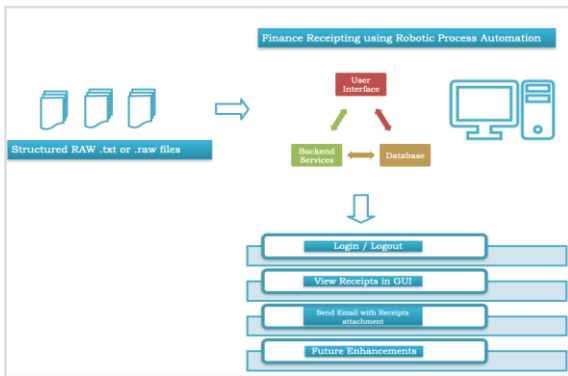 Finance Receipting using Robotic Process Automation
User
Interface
Structured RAW .txt or .raw files
Backend
Services
Database
Login / Logout
View Receipts in GUI
Send Email with Receipts
attachment
Future Enhancements